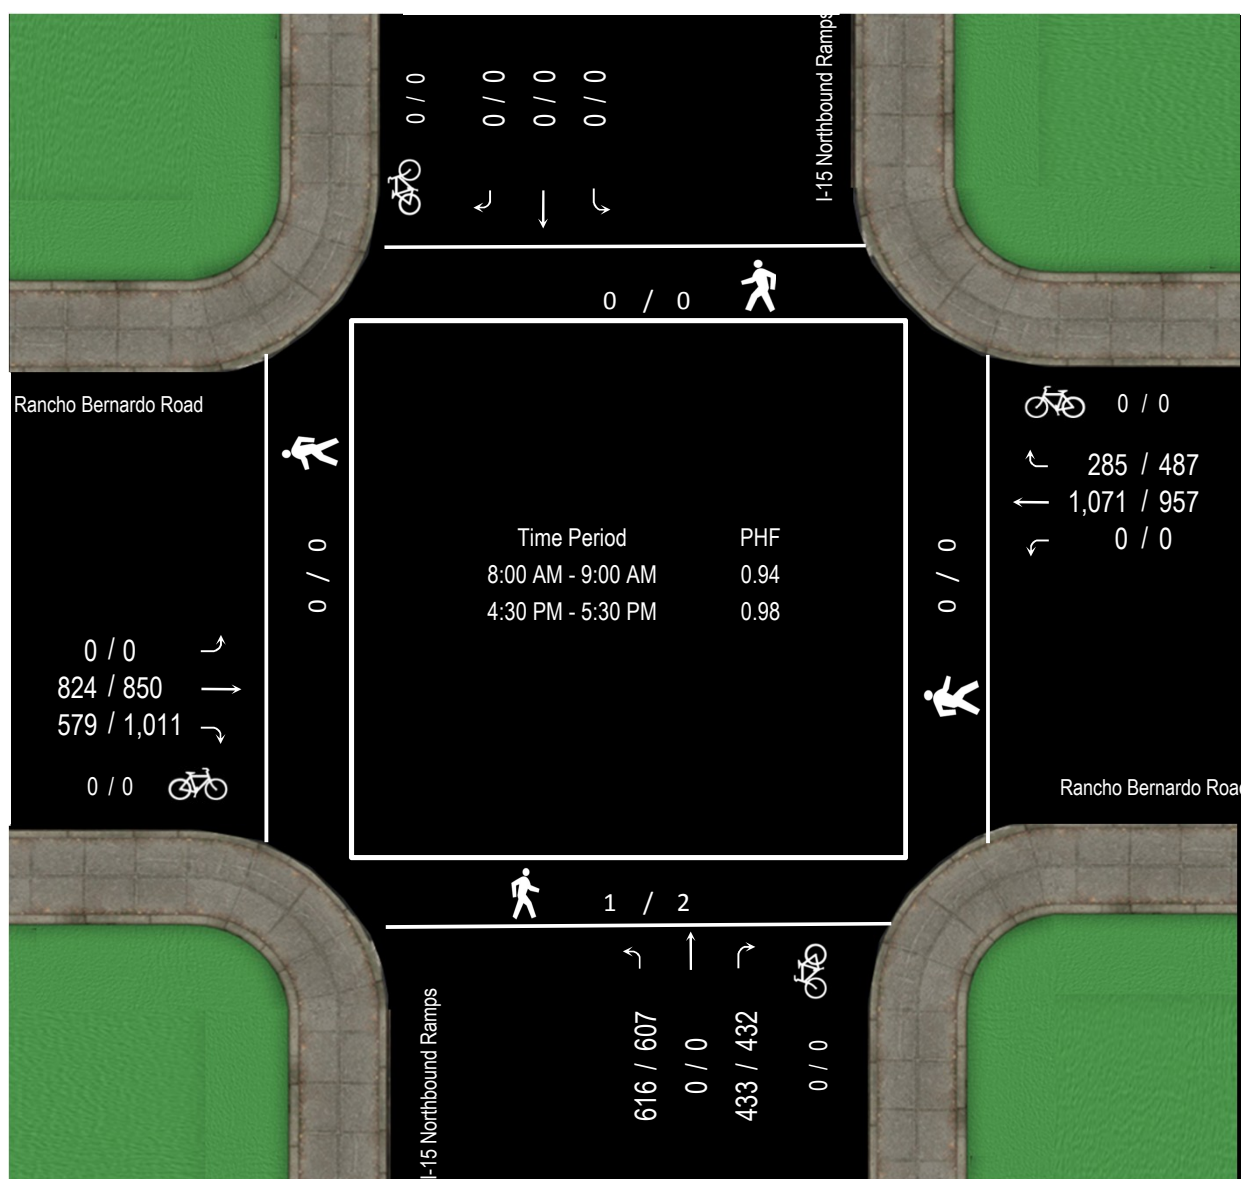 I-15 Northbound Ramps
0 / 0
0 / 0
0 / 0
0 / 0
0 / 0
Rancho Bernardo Road
0 / 0
285 / 487
1,071 / 957
0 / 0
0 / 0
Time Period PHF
8:00 AM - 9:00 AM 0.94
4:30 PM - 5:30 PM 0.98
0 / 0
0 / 0
824 / 850
579 / 1,011
0 / 0
Rancho Bernardo Roa
1 / 2
616 / 607
0 / 0
433 / 432
0 / 0
I-15 Northbound Ramps